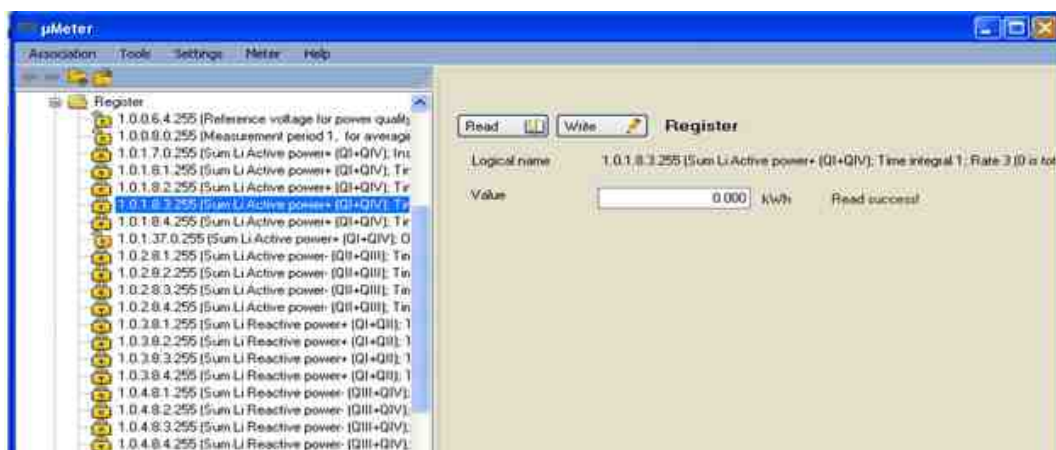 µMeter
Association Tools Settings Meter Help
Register
1.0.0.6.4.255 (Reference voltage for power quality
1.0.0.8.0.255 (Measurement period 1, for average
1.0.1.7.0.255 (Sum Li Active power+ (QI+QIV); Ins
1.0.1.8.1.255 (Sum Li Active power+ (QI+QIV); Tir
1.0.1.8.2.255 (Sum Li Active power+ (QI+QIV); Tir
1.0.1.8.3.255 (Sum Li Active power+ (QI+QIV); Tir
1.0.1.8.4.255 (Sum Li Active power+ (QI+QIV); Tir
1.0.1.37.0.255 (Sum Li Active power+ (QI+QIV); O
1.0.2.8.1.255 (Sum Li Active power- (QII+QIII); Tin
1.0.2.8.2.255 (Sum Li Active power- (QII+QIII); Tin
1.0.2.8.3.255 (Sum Li Active power- (QII+QIII); Tin
1.0.2.8.4.255 (Sum Li Active power- (QII+QIII); Tin
1.0.3.8.1.255 (Sum Li Reactive power+ (QI+QII); T
1.0.3.8.2.255 (Sum Li Reactive power+ (QI+QII); T
1.0.3.8.3.255 (Sum Li Reactive power+ (QI+QII); T
1.0.3.8.4.255 (Sum Li Reactive power+ (QI+QII); T
1.0.4.8.1.255 (Sum Li Reactive power- (QIII+QIV);
1.0.4.8.2.255 (Sum Li Reactive power- (QIII+QIV);
1.0.4.8.3.255 (Sum Li Reactive power- (QIII+QIV);
1.0.4.8.4.255 (Sum Li Reactive power- (QIII+QIV);
Read Write Register
Logical name 1.0.1.8.3.255 (Sum Li Active power+ (QI+QIV); Time integral 1; Rate 3 (0 is tot
Value 0.000 kWh Read success!